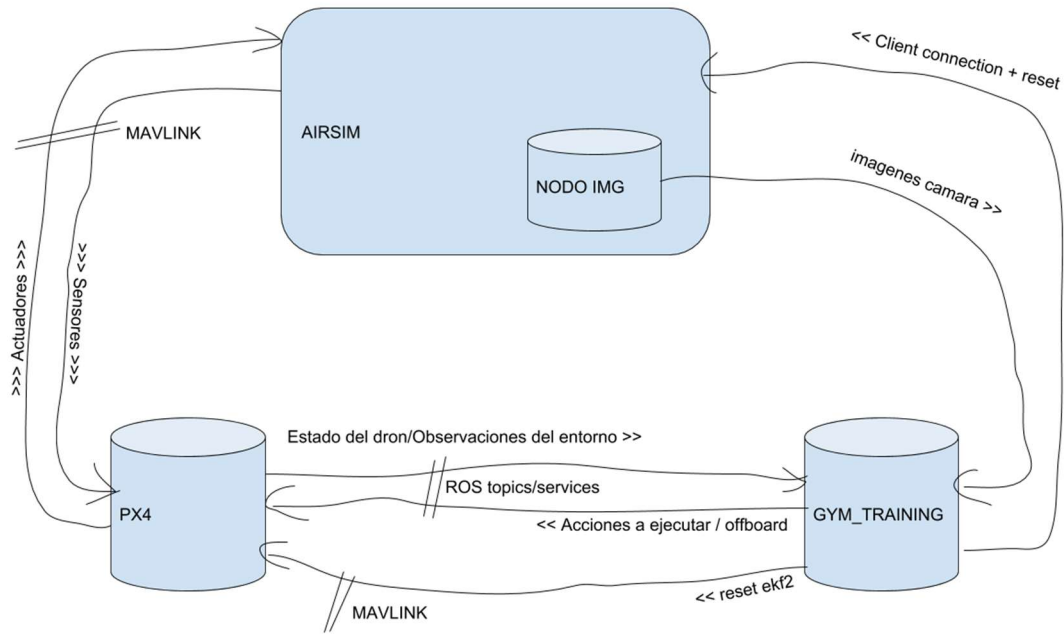 << Client connection + reset
MAVLINK
AIRSIM
imagenes camara >>
NODO IMG
>>> Actuadores >>>
>>> Sensores >>>
Estado del dron/Observaciones del entorno >>
ROS topics/services
PX4
GYM_TRAINING
<< Acciones a ejecutar / offboard
<< reset ekf2
MAVLINK